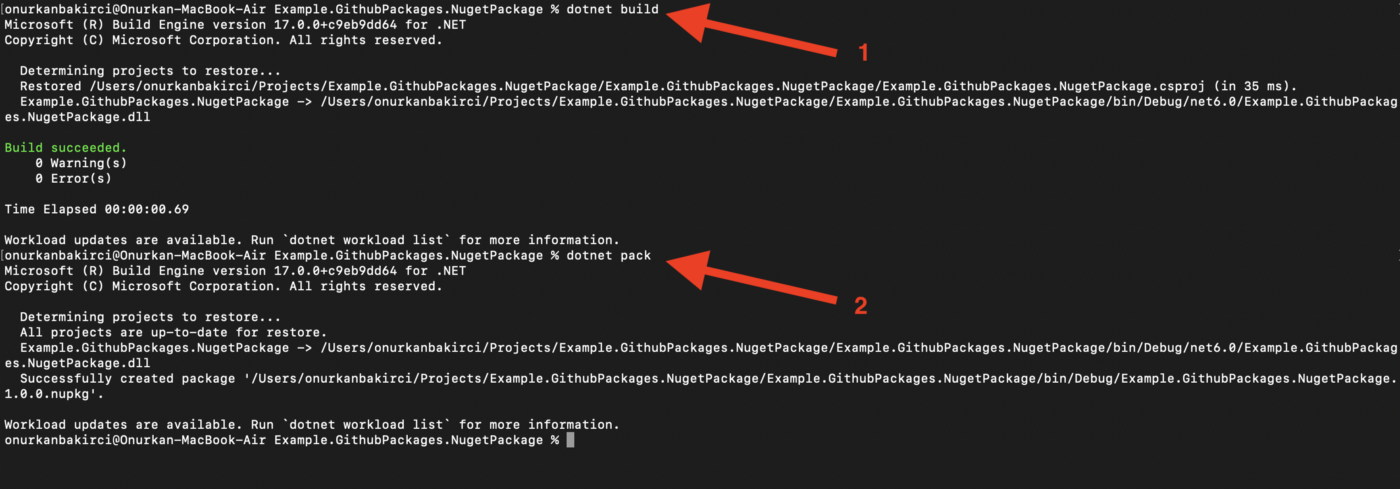 [onurkanbakirci@Onurkan-MacBook-Air Example.GithubPackages.NugetPackage % dotnet build
Microsoft (R) Build Engine version 17.0.0+c9eb9dd64 for .NET
Copyright (C) Microsoft Corporation. All rights reserved.
1
Determining projects to restore...
Restored /Users/onurkanbakirci/Projects/Example.GithubPackages.NugetPackage/Example.GithubPackages.NugetPackage/Example.GithubPackages.NugetPackage.csproj (in 35 ms).
Example.GithubPackages.NugetPackage -> /Users/onurkanbakirci/Projects/Example.GithubPackages.NugetPackage/Example.GithubPackages.NugetPackage/bin/Debug/net6.0/Example.GithubPackag
es.NugetPackage.dll
Build succeeded.
0 Warning(s)
0 Error(s)
Time Elapsed 00:00:00.69
Workload updates are available. Run `dotnet workload list` for more information.
[onurkanbakirci@Onurkan-MacBook-Air Example.GithubPackages.NugetPackage % dotnet pack
Microsoft (R) Build Engine version 17.0.0+c9eb9dd64 for .NET
Copyright (C) Microsoft Corporation. All rights reserved.
2
Determining projects to restore...
All projects are up-to-date for restore.
Example.GithubPackages.NugetPackage -> /Users/onurkanbakirci/Projects/Example.GithubPackages.NugetPackage/Example.GithubPackages.NugetPackage/bin/Debug/net6.0/Example.GithubPackag
es.NugetPackage.dll
Successfully created package '/Users/onurkanbakirci/Projects/Example.GithubPackages.NugetPackage/Example.GithubPackages.NugetPackage/bin/Debug/Example.GithubPackages.NugetPackage.
1.0.0.nupkg'.
Workload updates are available. Run `dotnet workload list` for more information.
onurkanbakirci@Onurkan-MacBook-Air Example.GithubPackages.NugetPackage %